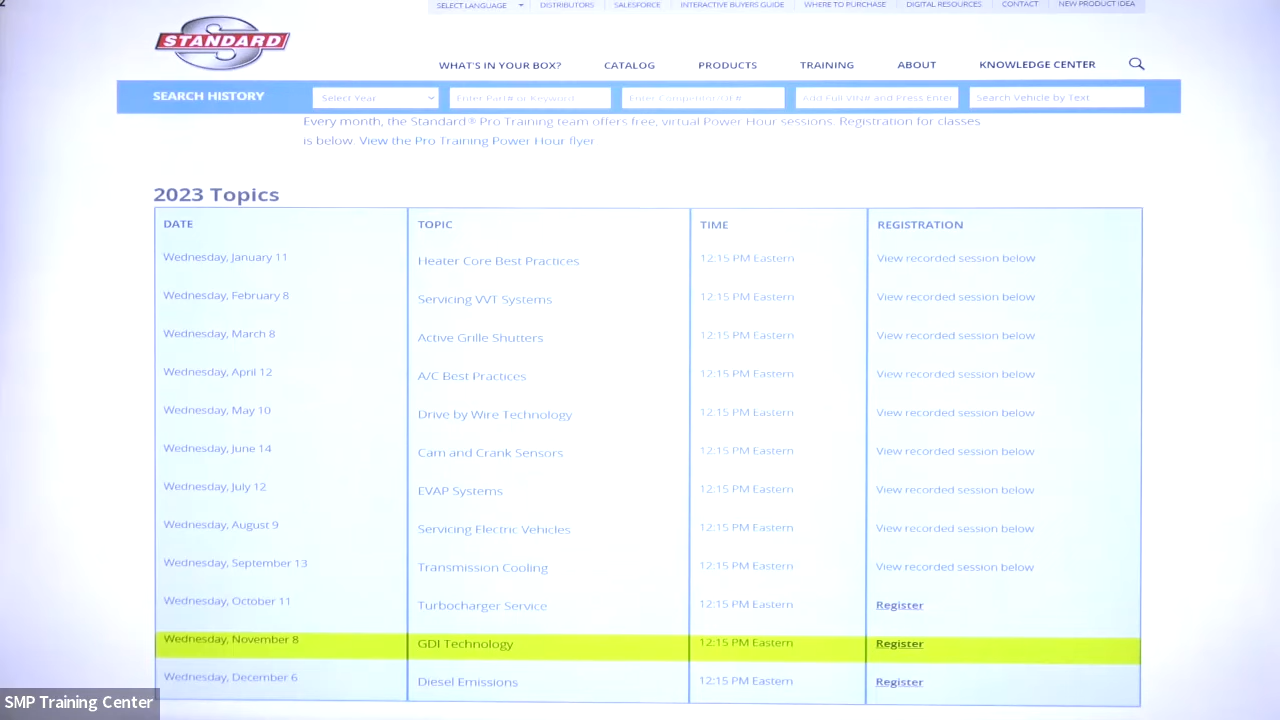 SELECT LANGUAGE DISTRIBUTORS SALESFORCE INTERACTIVE BUYERS GUIDE WHERE TO PURCHASE DIGITAL RESOURCES CONTACT NEW PRODUCT IDEA
STANDARD
WHAT'S IN YOUR BOX? CATALOG PRODUCTS TRAINING ABOUT KNOWLEDGE CENTER
SEARCH HISTORY Select Year Enter Part# or Keyword Enter Competitor/OE# Add Full VIN# and Press Enter Search Vehicle by Text
Every month, the Standard® Pro Training team offers free, virtual Power Hour sessions. Registration for classes
is below. View the Pro Training Power Hour flyer
2023 Topics
DATE TOPIC TIME REGISTRATION
Wednesday, January 11 Heater Core Best Practices 12:15 PM Eastern View recorded session below
Wednesday, February 8 Servicing VVT Systems 12:15 PM Eastern View recorded session below
Wednesday, March 8 Active Grille Shutters 12:15 PM Eastern View recorded session below
Wednesday, April 12 A/C Best Practices 12:15 PM Eastern View recorded session below
Wednesday, May 10 Drive by Wire Technology 12:15 PM Eastern View recorded session below
Wednesday, June 14 Cam and Crank Sensors 12:15 PM Eastern View recorded session below
Wednesday, July 12 EVAP Systems 12:15 PM Eastern View recorded session below
Wednesday, August 9 Servicing Electric Vehicles 12:15 PM Eastern View recorded session below
Wednesday, September 13 Transmission Cooling 12:15 PM Eastern View recorded session below
Wednesday, October 11 Turbocharger Service 12:15 PM Eastern Register
Wednesday, November 8 GDI Technology 12:15 PM Eastern Register
Wednesday, December 6 Diesel Emissions 12:15 PM Eastern Register
SMP Training Center